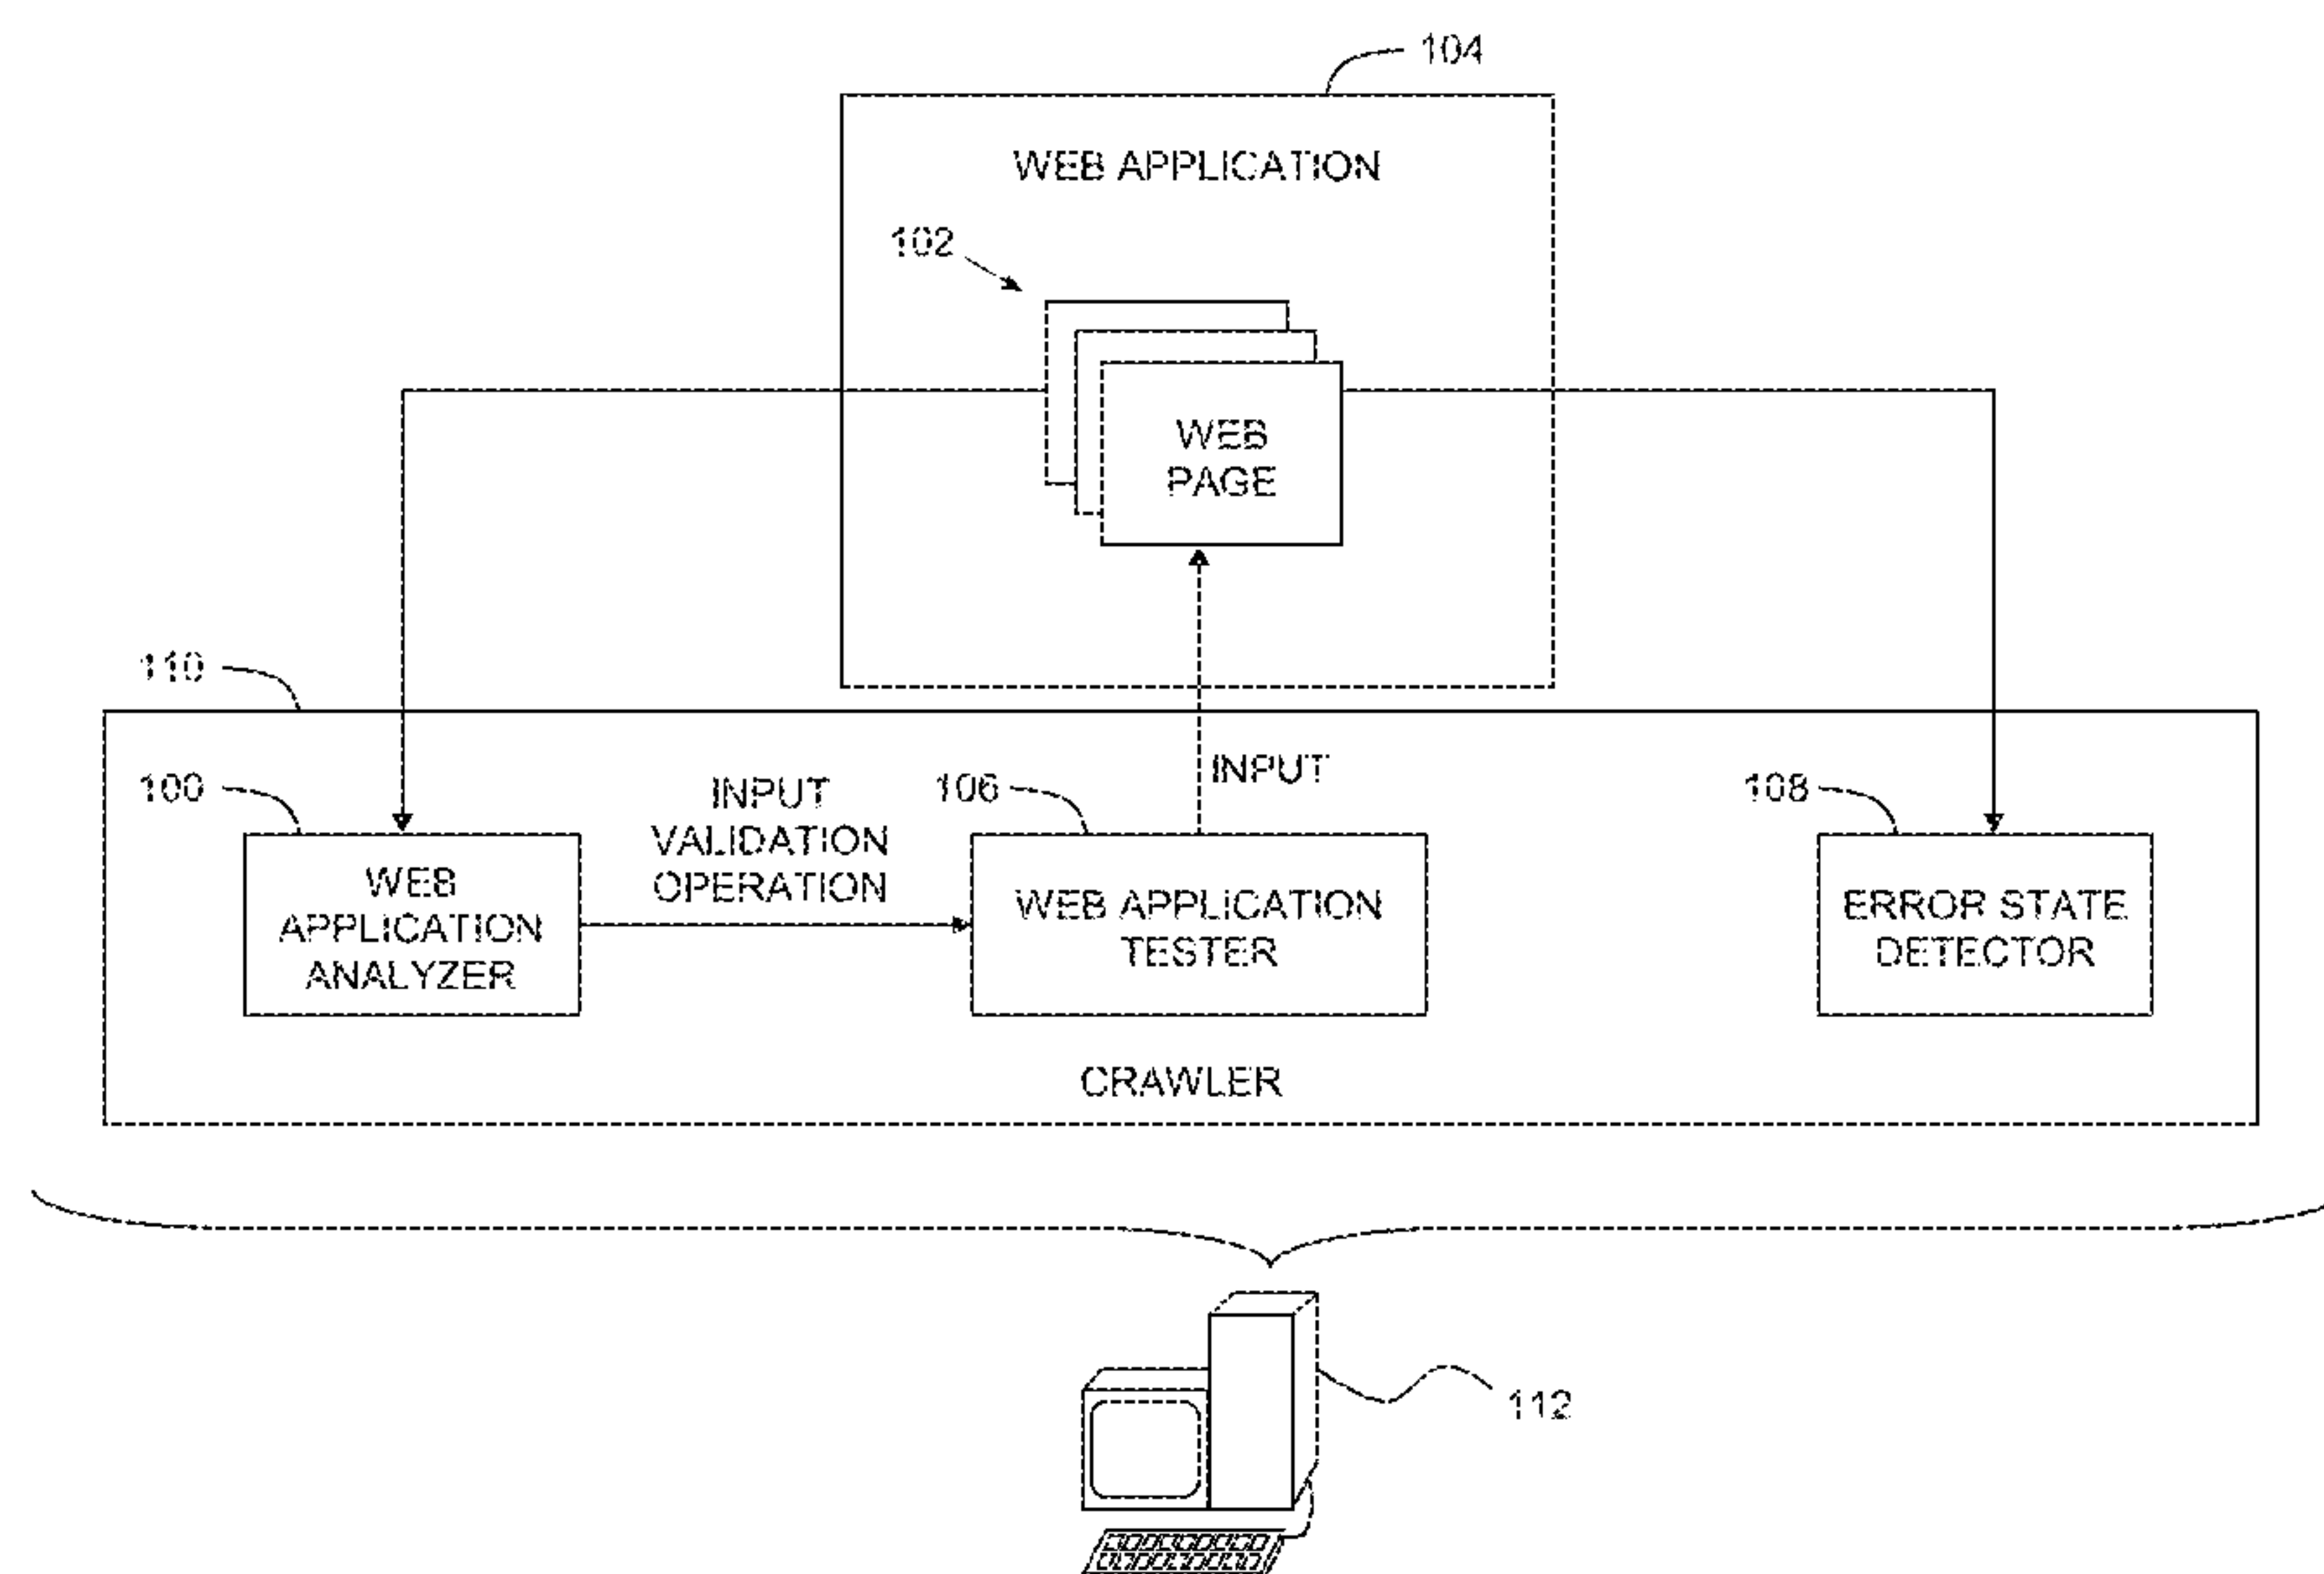 104
WEB APPLICATION
102
WEB
PAGE
110
100
INPUT
VALIDATION
OPERATION
106
INPUT
108
WEB
APPLICATION
ANALYZER
WEB APPLICATION
TESTER
ERROR STATE
DETECTOR
CRAWLER
112